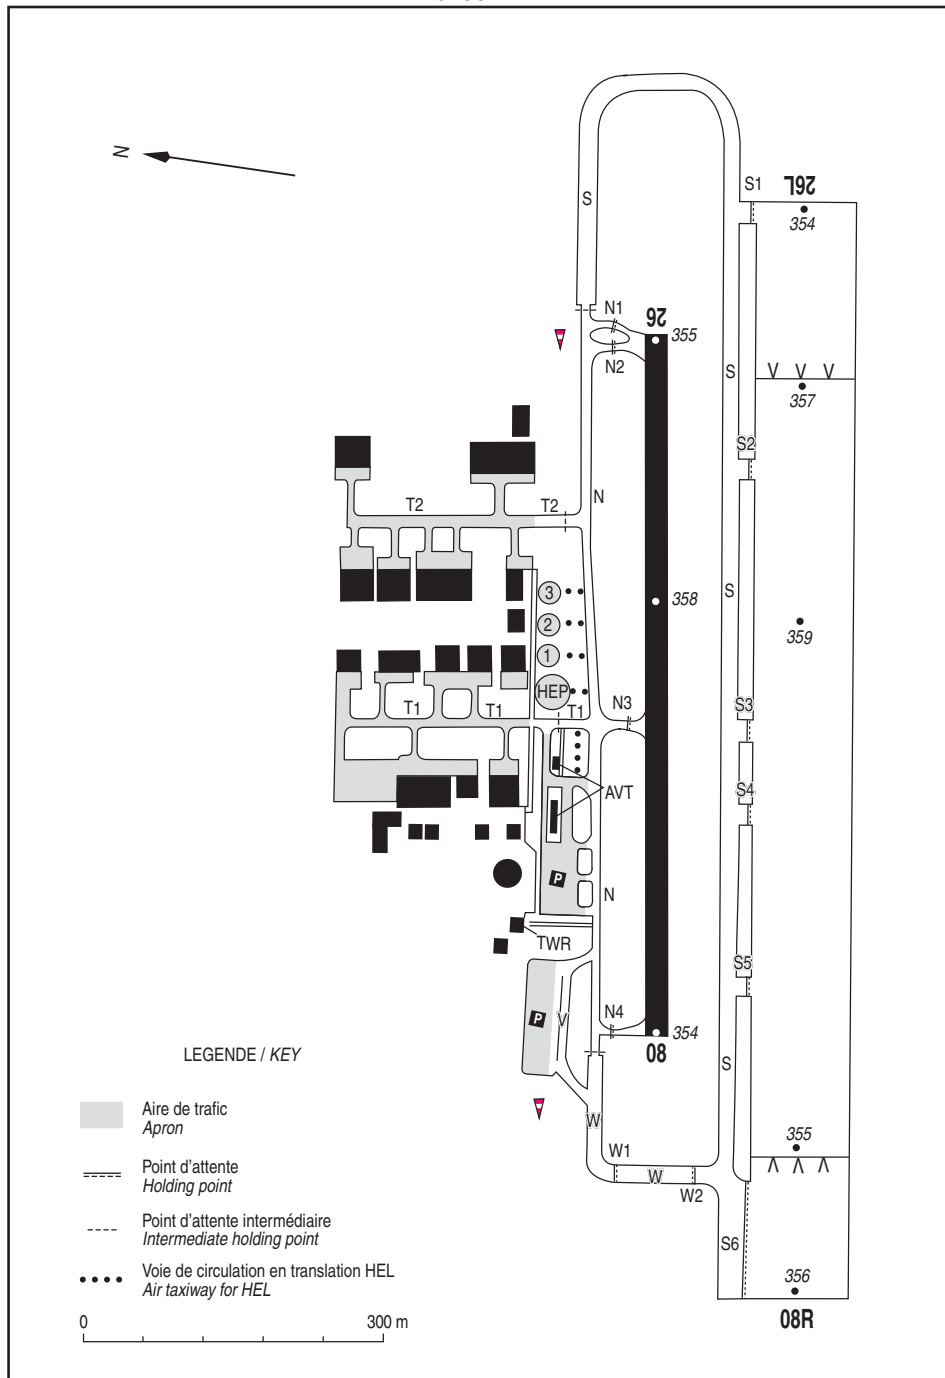 N
S1
26L
354
S
N1
26
355
N2
V V V
357
S
S2
T2
T2
N
3
358
S
2
359
1
HEP
T1
T1
T1
N3
S3
S4
AVT
P
N
TWR
S5
P
V
N4
354
08
S
LEGENDE / KEY
Aire de trafic
Apron
Point d'attente
Holding point
Point d'attente intermédiaire
Intermediate holding point
Voie de circulation en translation HEL
Air taxiway for HEL
0
300 m
W
W1
W
W2
355
S6
356
08R